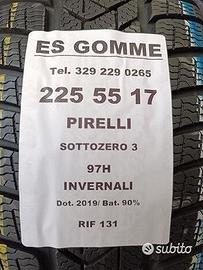 ES GOMME
Tel. 329 229 0265
225 55 17
PIRELLI
SOTTOZERO 3
97H
INVERNALI
Dot. 2019/ Bat. 90%
RIF 131
subito